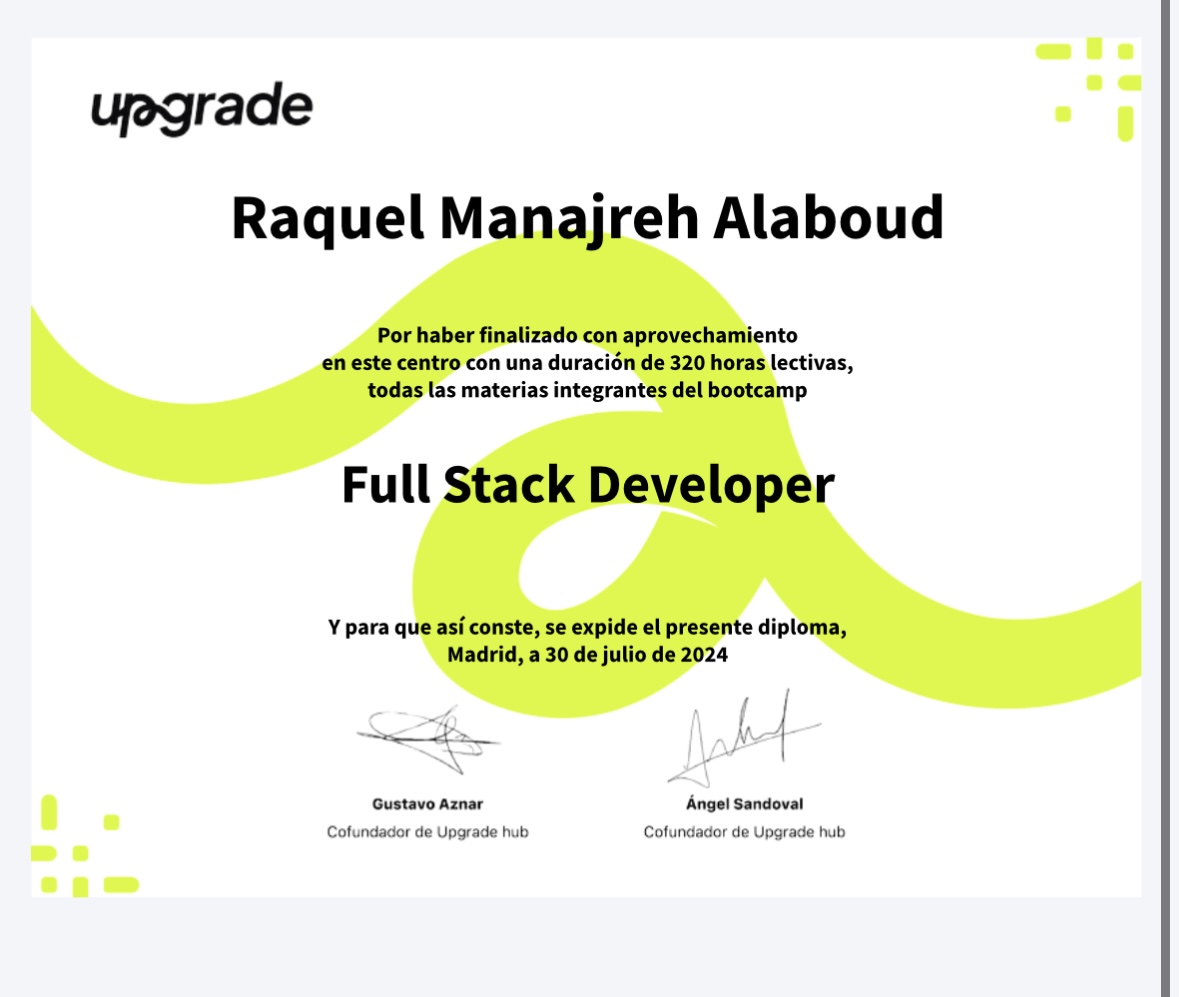 upgrade
Raquel Manajreh Alaboud
Por haber finalizado con aprovechamiento
en este centro con una duración de 320 horas lectivas,
todas las materias integrantes del bootcamp
Full Stack Developer
Y para que así conste, se expide el presente diploma,
Madrid, a 30 de julio de 2024
Gustavo Aznar
Cofundador de Upgrade hub
Ángel Sandoval
Cofundador de Upgrade hub